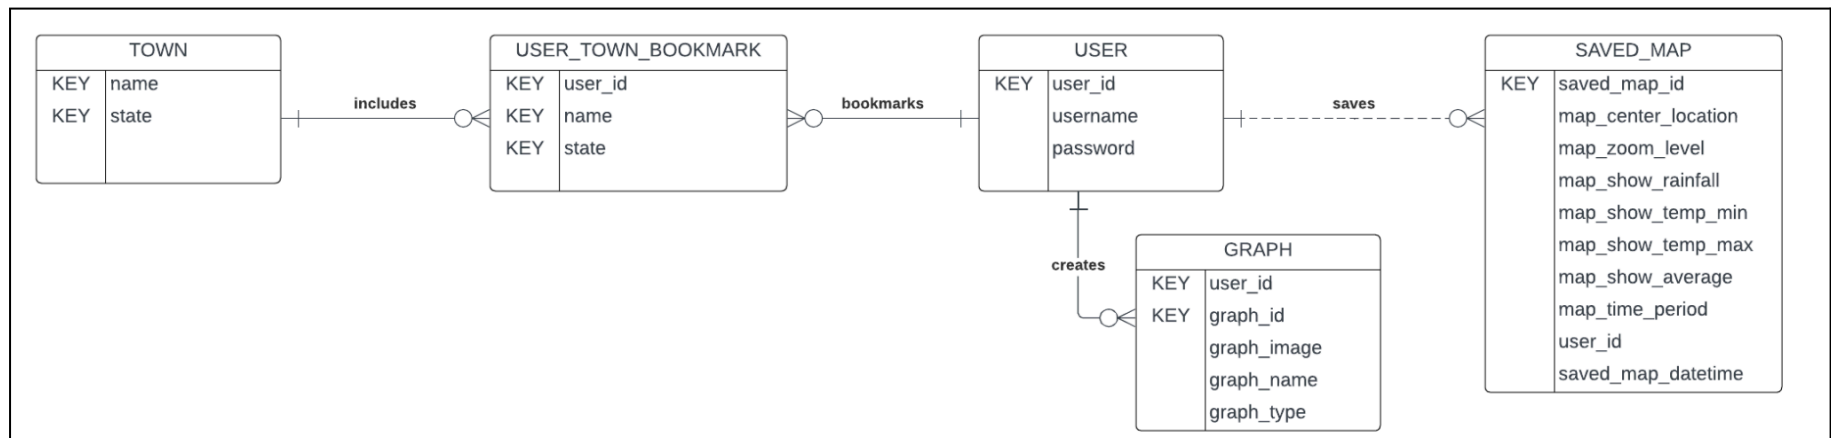 TOWN
KEY name
KEY state
includes
USER_TOWN_BOOKMARK
KEY user_id
KEY name
KEY state
bookmarks
USER
KEY user_id
username
password
saves
SAVED_MAP
KEY saved_map_id
map_center_location
map_zoom_level
map_show_rainfall
map_show_temp_min
map_show_temp_max
map_show_average
map_time_period
user_id
saved_map_datetime
creates
GRAPH
KEY user_id
KEY graph_id
graph_image
graph_name
graph_type